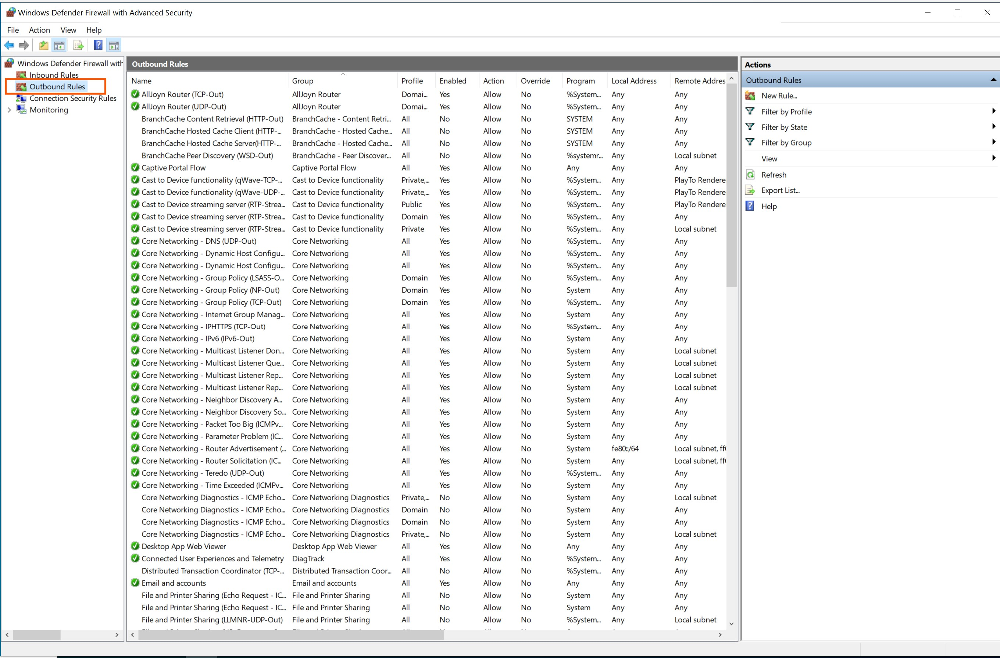 Windows Defender Firewall with Advanced Security
File Action View Help
Windows Defender Firewall with
Inbound Rules
Outbound Rules
Connection Security Rules
Monitoring
Outbound Rules
Name Group Profile Enabled Action Override Program Local Address Remote Addres
AllJoyn Router (TCP-Out) AllJoyn Router Domai... Yes Allow No %System... Any Any
AllJoyn Router (UDP-Out) AllJoyn Router Domai... Yes Allow No %System... Any Any
BranchCache Content Retrieval (HTTP-Out) BranchCache - Content Retri... All No Allow No SYSTEM Any Any
BranchCache Hosted Cache Client (HTTP-... BranchCache - Hosted Cache... All No Allow No SYSTEM Any Any
BranchCache Hosted Cache Server(HTTP-... BranchCache - Hosted Cache... All No Allow No SYSTEM Any Any
BranchCache Peer Discovery (WSD-Out) BranchCache - Peer Discover... All No Allow No %systemr... Any Local subnet
Captive Portal Flow Captive Portal Flow All Yes Allow No Any Any Any
Cast to Device functionality (qWave-TCP-... Cast to Device functionality Private,... Yes Allow No %System... Any PlayTo Rendere
Cast to Device functionality (qWave-UDP-... Cast to Device functionality Private,... Yes Allow No %System... Any PlayTo Rendere
Cast to Device streaming server (RTP-Strea... Cast to Device functionality Public Yes Allow No %System... Any PlayTo Rendere
Cast to Device streaming server (RTP-Strea... Cast to Device functionality Domain Yes Allow No %System... Any Any
Cast to Device streaming server (RTP-Strea... Cast to Device functionality Private Yes Allow No %System... Any Local subnet
Core Networking - DNS (UDP-Out) Core Networking All Yes Allow No %System... Any Any
Core Networking - Dynamic Host Configu... Core Networking All Yes Allow No %System... Any Any
Core Networking - Dynamic Host Configu... Core Networking All Yes Allow No %System... Any Any
Core Networking - Group Policy (LSASS-O... Core Networking Domain Yes Allow No %System... Any Any
Core Networking - Group Policy (NP-Out) Core Networking Domain Yes Allow No System Any Any
Core Networking - Group Policy (TCP-Out) Core Networking Domain Yes Allow No %System... Any Any
Core Networking - Internet Group Manag... Core Networking All Yes Allow No System Any Any
Core Networking - IPHTTPS (TCP-Out) Core Networking All Yes Allow No %System... Any Any
Core Networking - IPv6 (IPv6-Out) Core Networking All Yes Allow No System Any Any
Core Networking - Multicast Listener Don... Core Networking All Yes Allow No System Any Local subnet
Core Networking - Multicast Listener Que... Core Networking All Yes Allow No System Any Local subnet
Core Networking - Multicast Listener Rep... Core Networking All Yes Allow No System Any Local subnet
Core Networking - Multicast Listener Rep... Core Networking All Yes Allow No System Any Local subnet
Core Networking - Neighbor Discovery A... Core Networking All Yes Allow No System Any Any
Core Networking - Neighbor Discovery So... Core Networking All Yes Allow No System Any Any
Core Networking - Packet Too Big (ICMPv... Core Networking All Yes Allow No System Any Any
Core Networking - Parameter Problem (IC... Core Networking All Yes Allow No System Any Any
Core Networking - Router Advertisement (... Core Networking All Yes Allow No System fe80::/64 Local subnet, ff0
Core Networking - Router Solicitation (IC... Core Networking All Yes Allow No System Any Local subnet, ff0
Core Networking - Teredo (UDP-Out) Core Networking All Yes Allow No %System... Any Any
Core Networking - Time Exceeded (ICMPv... Core Networking All Yes Allow No System Any Any
Core Networking Diagnostics - ICMP Echo... Core Networking Diagnostics Private,... No Allow No System Any Local subnet
Core Networking Diagnostics - ICMP Echo... Core Networking Diagnostics Domain No Allow No System Any Any
Core Networking Diagnostics - ICMP Echo... Core Networking Diagnostics Domain No Allow No System Any Any
Core Networking Diagnostics - ICMP Echo... Core Networking Diagnostics Private,... No Allow No System Any Local subnet
Desktop App Web Viewer Desktop App Web Viewer All Yes Allow No Any Any Any
Connected User Experiences and Telemetry DiagTrack All Yes Allow No %System... Any Any
Distributed Transaction Coordinator (TCP-... Distributed Transaction Coor... All No Allow No %System... Any Any
Email and accounts Email and accounts All Yes Allow No Any Any Any
File and Printer Sharing (Echo Request - IC... File and Printer Sharing All No Allow No System Any Any
File and Printer Sharing (Echo Request - IC... File and Printer Sharing All No Allow No System Any Any
File and Printer Sharing (LLMNR-UDP-Out) File and Printer Sharing All No Allow No %System... Any Local subnet
Actions
Outbound Rules
New Rule...
Filter by Profile
Filter by State
Filter by Group
View
Refresh
Export List...
Help